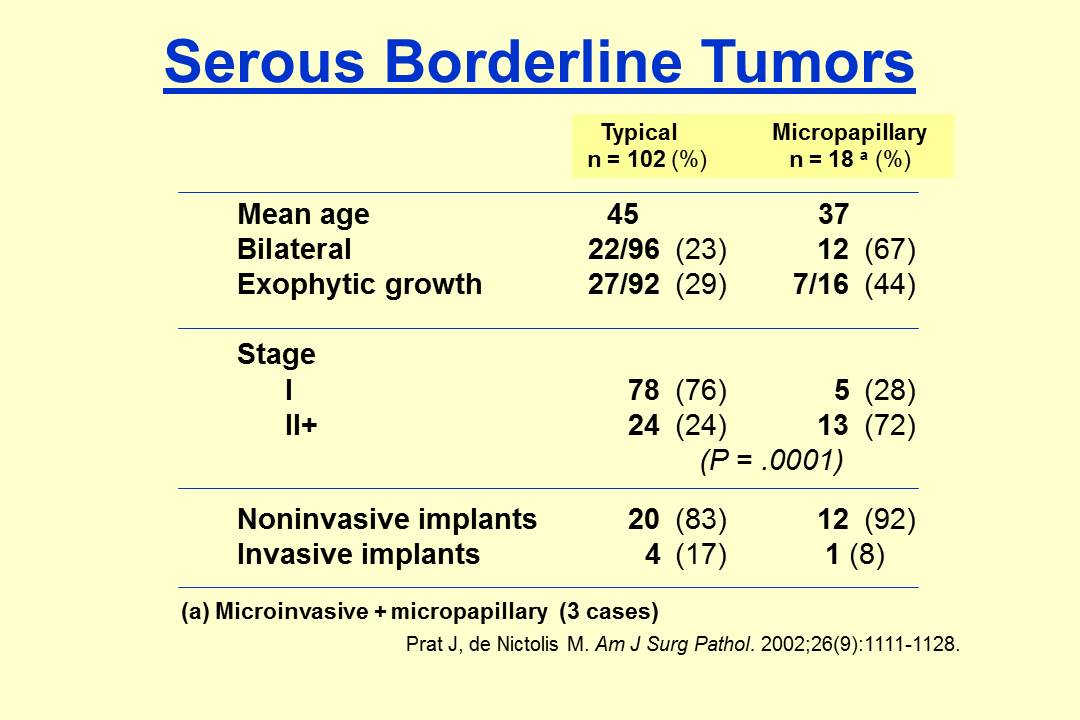 Serous Borderline Tumors
Typical Micropapillary
n = 102 (%) n = 18 a (%)
Mean age 45 37
Bilateral 22/96 (23) 12 (67)
Exophytic growth 27/92 (29) 7/16 (44)
Stage
I 78 (76) 5 (28)
II+ 24 (24) 13 (72)
(P = .0001)
Noninvasive implants 20 (83) 12 (92)
Invasive implants 4 (17) 1 (8)
(a) Microinvasive + micropapillary (3 cases)
Prat J, de Nictolis M. Am J Surg Pathol. 2002;26(9):1111-1128.